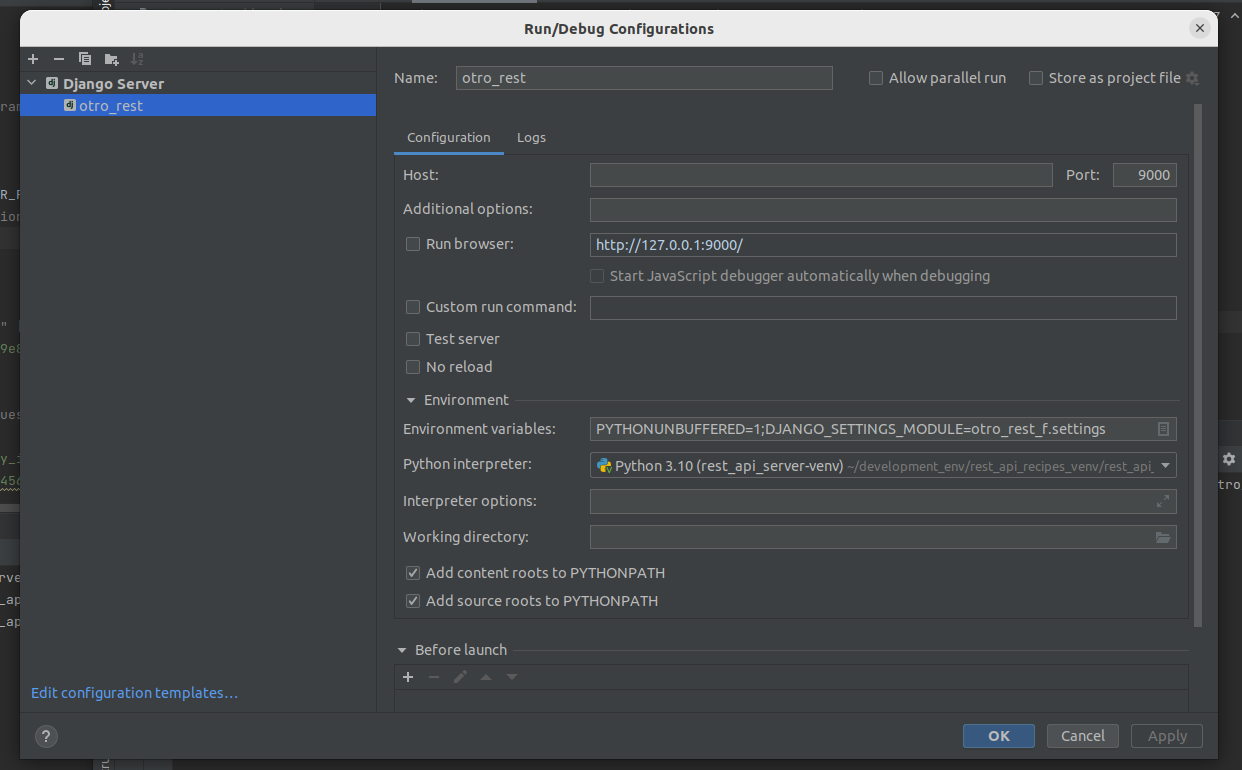 Run/Debug Configurations
Django Server
otro_rest
Name: otro_rest Allow parallel run Store as project file
Configuration Logs
Host: Port: 9000
Additional options:
Run browser: http://127.0.0.1:9000/
Start JavaScript debugger automatically when debugging
Custom run command:
Test server
No reload
Environment
Environment variables: PYTHONUNBUFFERED=1;DJANGO_SETTINGS_MODULE=otro_rest_f.settings
Python interpreter: Python 3.10 (rest_api_server-venv) ~/development_env/rest_api_recipes_venv/rest_api_
Interpreter options:
Working directory:
Add content roots to PYTHONPATH
Add source roots to PYTHONPATH
Before launch
Edit configuration templates...
? OK Cancel Apply